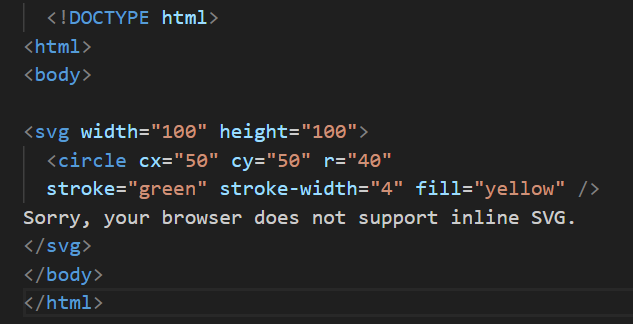 <!DOCTYPE html>
<html>
<body>
<svg width="100" height="100">
<circle cx="50" cy="50" r="40"
stroke="green" stroke-width="4" fill="yellow" />
Sorry, your browser does not support inline SVG.
</svg>
</body>
</html>